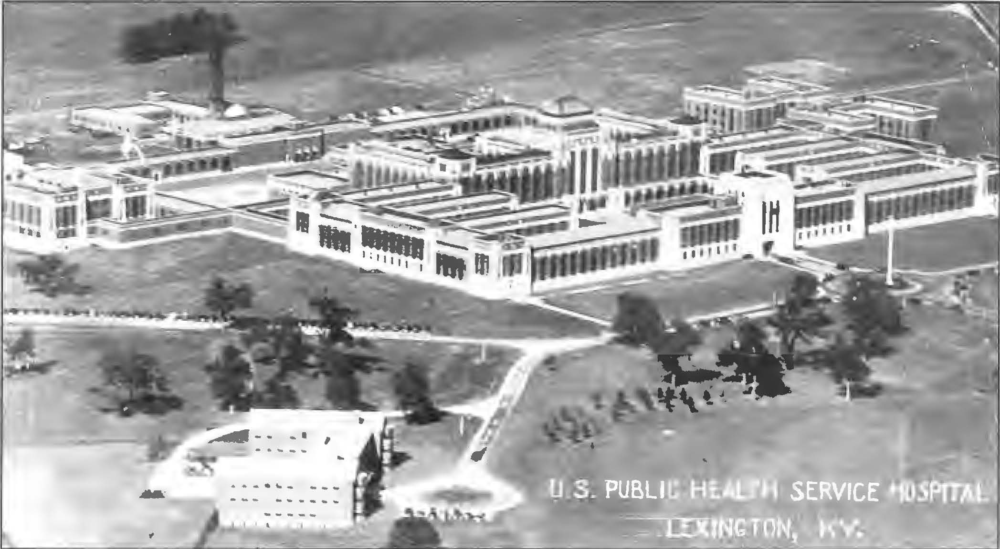 U.S. PUBLIC HEALTH SERVICE HOSPITAL
LEXINGTON, KY.